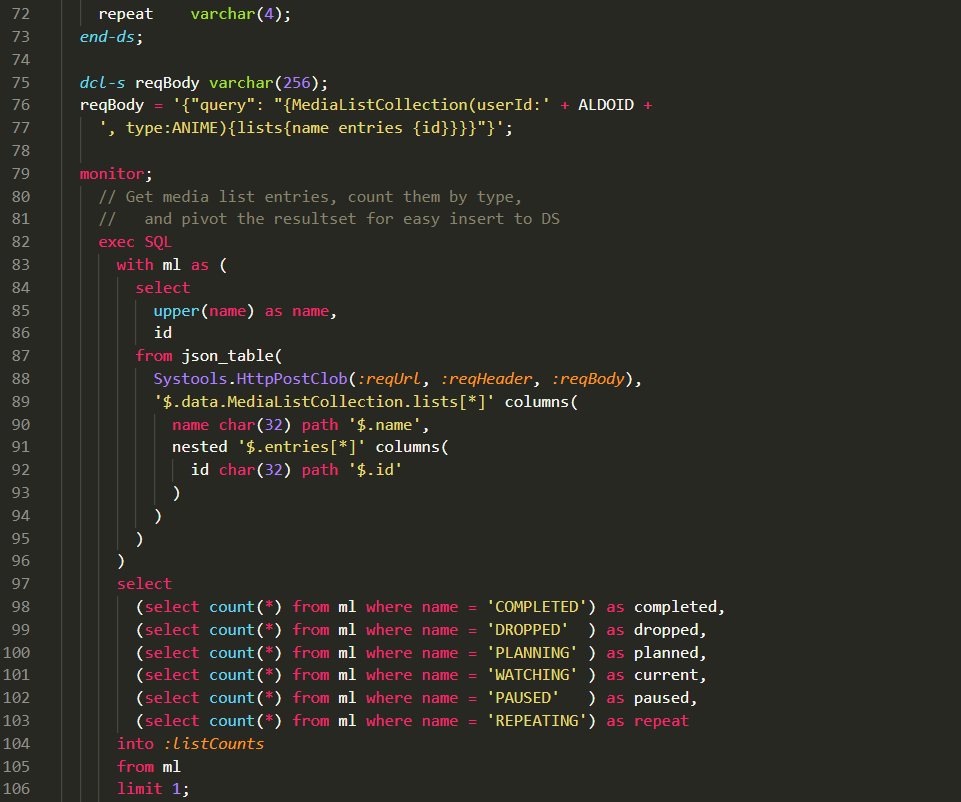 72 repeat    varchar(4);
73 end-ds;
74
75 dcl-s reqBody varchar(256);
76 reqBody = '{"query": "{MediaListCollection(userId:' + ALDOID +
77   ', type:ANIME){lists{name entries {id}}}}"}';
78
79 monitor;
80   // Get media list entries, count them by type,
81   //   and pivot the resultset for easy insert to DS
82   exec SQL
83     with ml as (
84       select
85         upper(name) as name,
86         id
87       from json_table(
88         Systools.HttpPostClob(:reqUrl, :reqHeader, :reqBody),
89         '$.data.MediaListCollection.lists[*]' columns(
90           name char(32) path '$.name',
91           nested '$.entries[*]' columns(
92             id char(32) path '$.id'
93           )
94         )
95       )
96     )
97     select
98       (select count(*) from ml where name = 'COMPLETED') as completed,
99       (select count(*) from ml where name = 'DROPPED'  ) as dropped,
100       (select count(*) from ml where name = 'PLANNING' ) as planned,
101       (select count(*) from ml where name = 'WATCHING' ) as current,
102       (select count(*) from ml where name = 'PAUSED'   ) as paused,
103       (select count(*) from ml where name = 'REPEATING') as repeat
104     into :listCounts
105     from ml
106     limit 1;